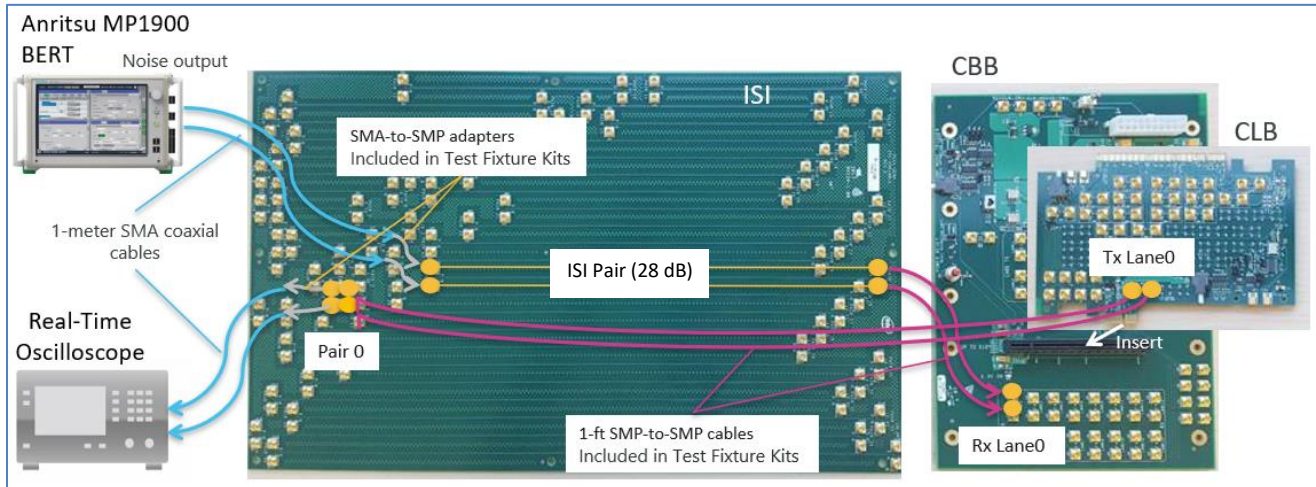 Anritsu MP1900
BERT
Noise output
SMA-to-SMP adapters
Included in Test Fixture Kits
ISI
CBB
CLB
1-meter SMA coaxial
cables
ISI Pair (28 dB)
Tx Lane0
Real-Time
Oscilloscope
Pair 0
Insert
1-ft SMP-to-SMP cables
Included in Test Fixture Kits
Rx Lane0